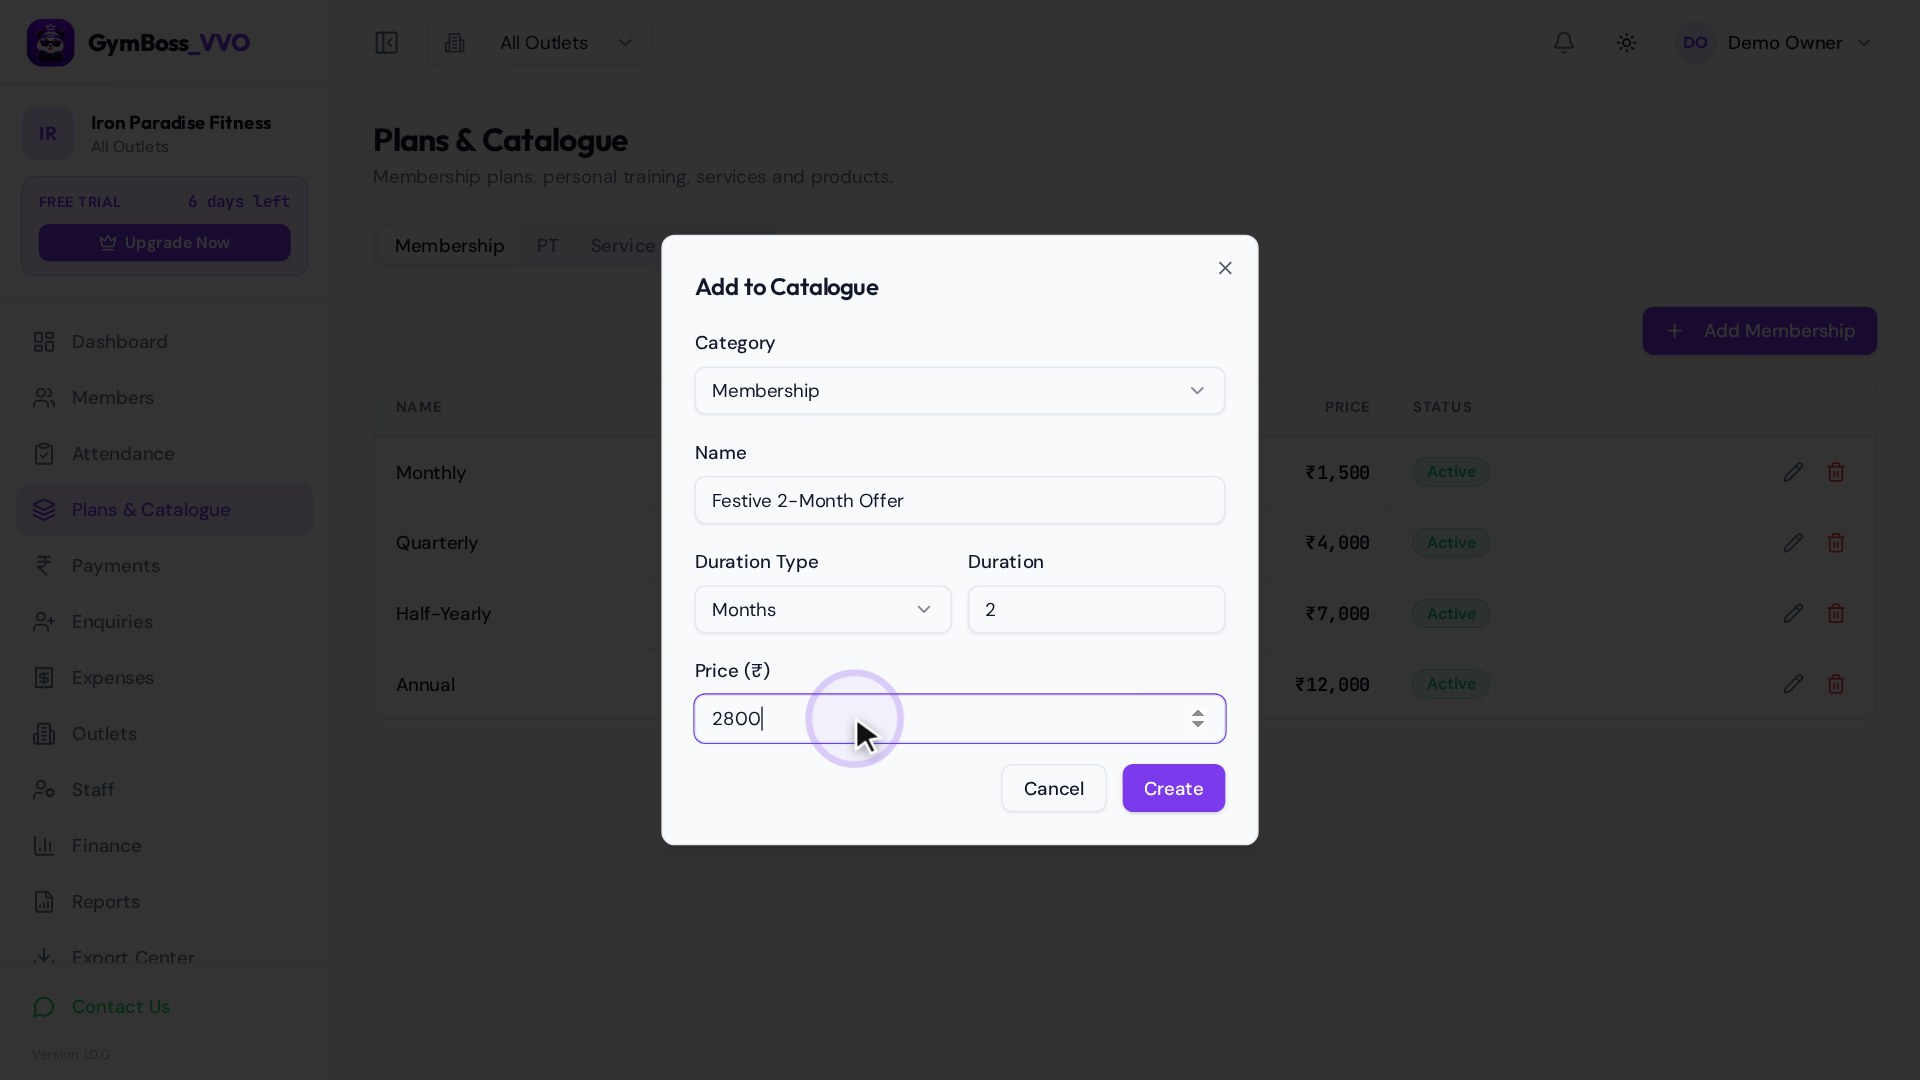 GymBoss_VVO
All Outlets
DO Demo Owner
IR
Iron Paradise Fitness
All Outlets
FREE TRIAL 6 days left
Upgrade Now
Dashboard
Members
Attendance
Plans & Catalogue
Payments
Enquiries
Expenses
Outlets
Staff
Finance
Reports
Export Center
Contact Us
Version 1.0.0
Plans & Catalogue
Membership plans, personal training, services and products.
Membership PT Service
Add Membership
NAME PRICE STATUS
Monthly ₹1,500 Active
Quarterly ₹4,000 Active
Half-Yearly ₹7,000 Active
Annual ₹12,000 Active
Add to Catalogue
Category
Membership
Name
Festive 2-Month Offer
Duration Type Duration
Months 2
Price (₹)
2800
Cancel Create